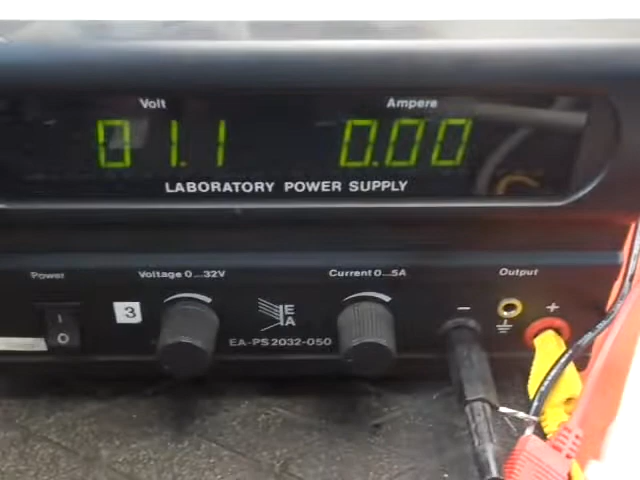 Volt Ampere
01.1 0.00
LABORATORY POWER SUPPLY
Power Voltage 0...32V Current 0...5A Output
3 EA − +
I
O
EA-PS 2032-050